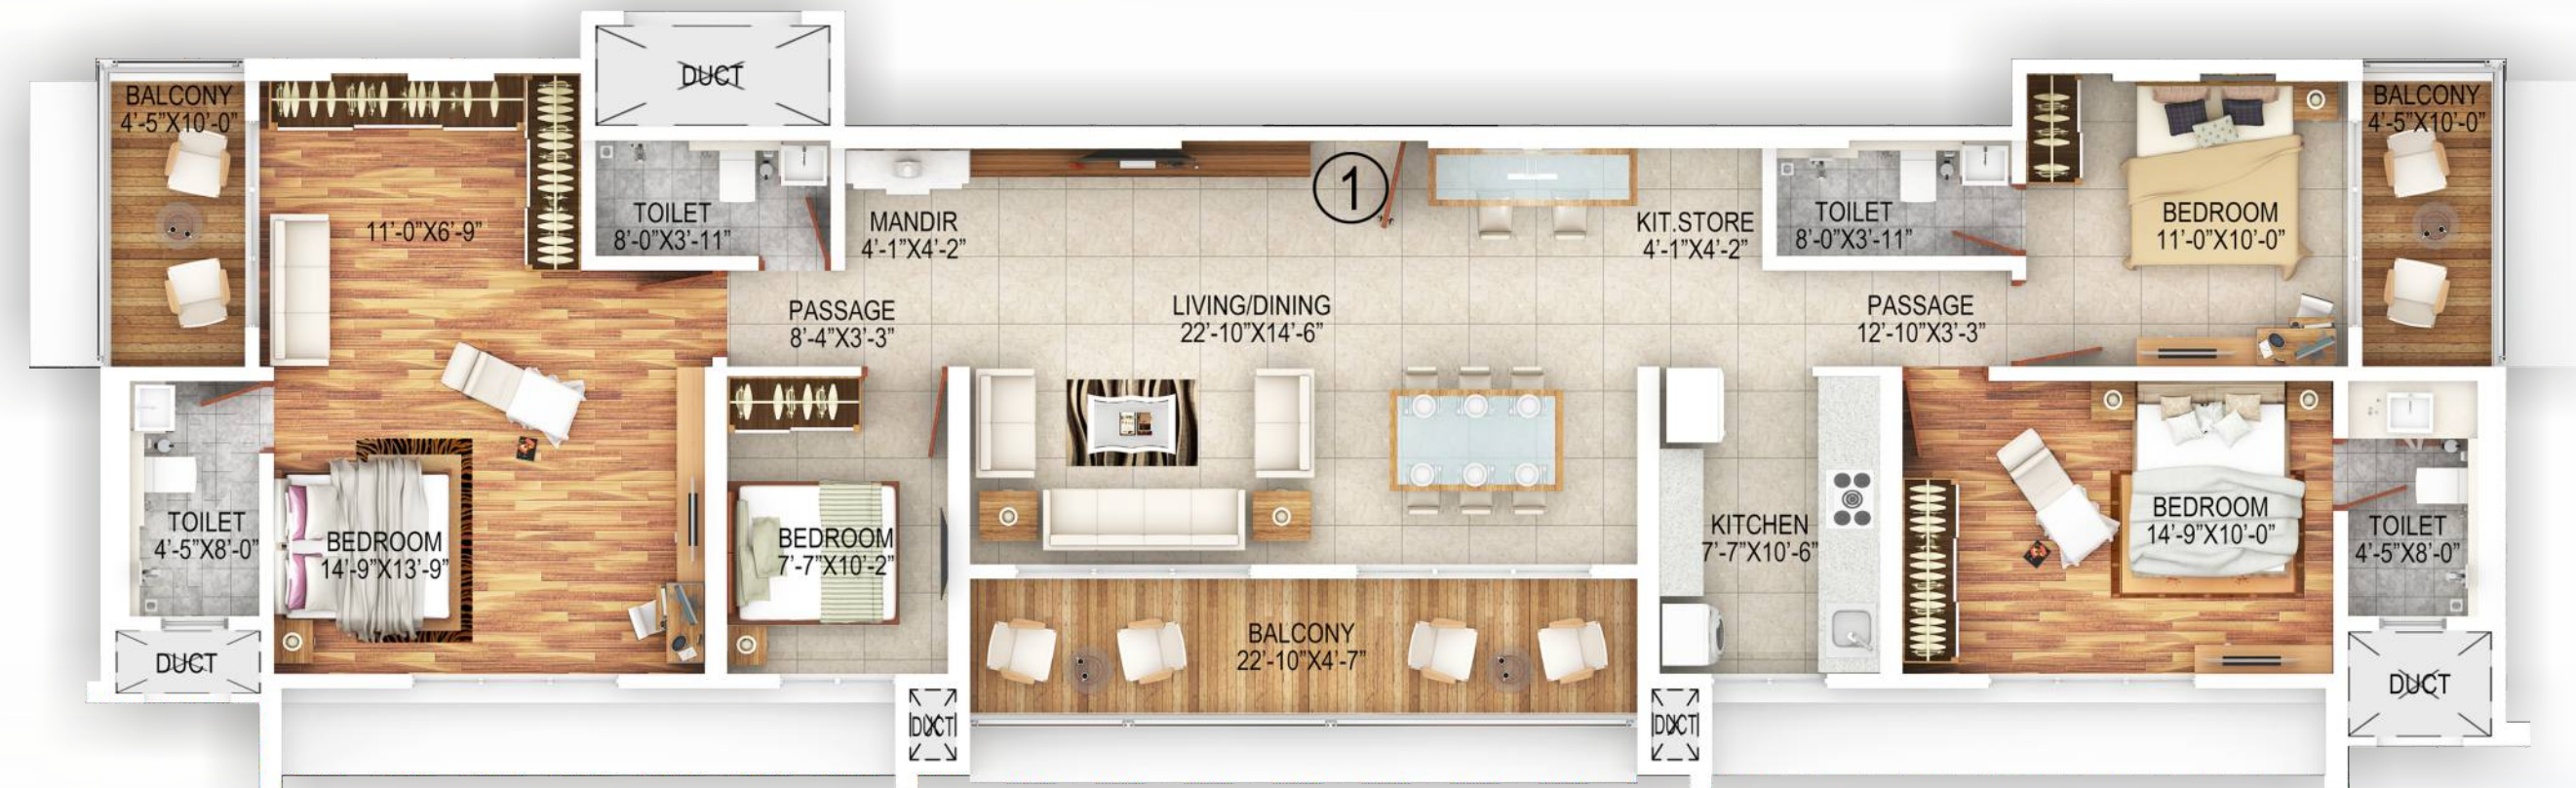 DUCT
BALCONY
4'-5"X10'-0"
11'-0"X6'-9"
TOILET
8'-0"X3'-11"
MANDIR
4'-1"X4'-2"
1
KIT.STORE
4'-1"X4'-2"
TOILET
8'-0"X3'-11"
BEDROOM
11'-0"X10'-0"
BALCONY
4'-5"X10'-0"
PASSAGE
8'-4"X3'-3"
LIVING/DINING
22'-10"X14'-6"
PASSAGE
12'-10"X3'-3"
TOILET
4'-5"X8'-0"
BEDROOM
14'-9"X13'-9"
BEDROOM
7'-7"X10'-2"
KITCHEN
7'-7"X10'-6"
BEDROOM
14'-9"X10'-0"
TOILET
4'-5"X8'-0"
BALCONY
22'-10"X4'-7"
DUCT
DUCT
DUCT
DUCT